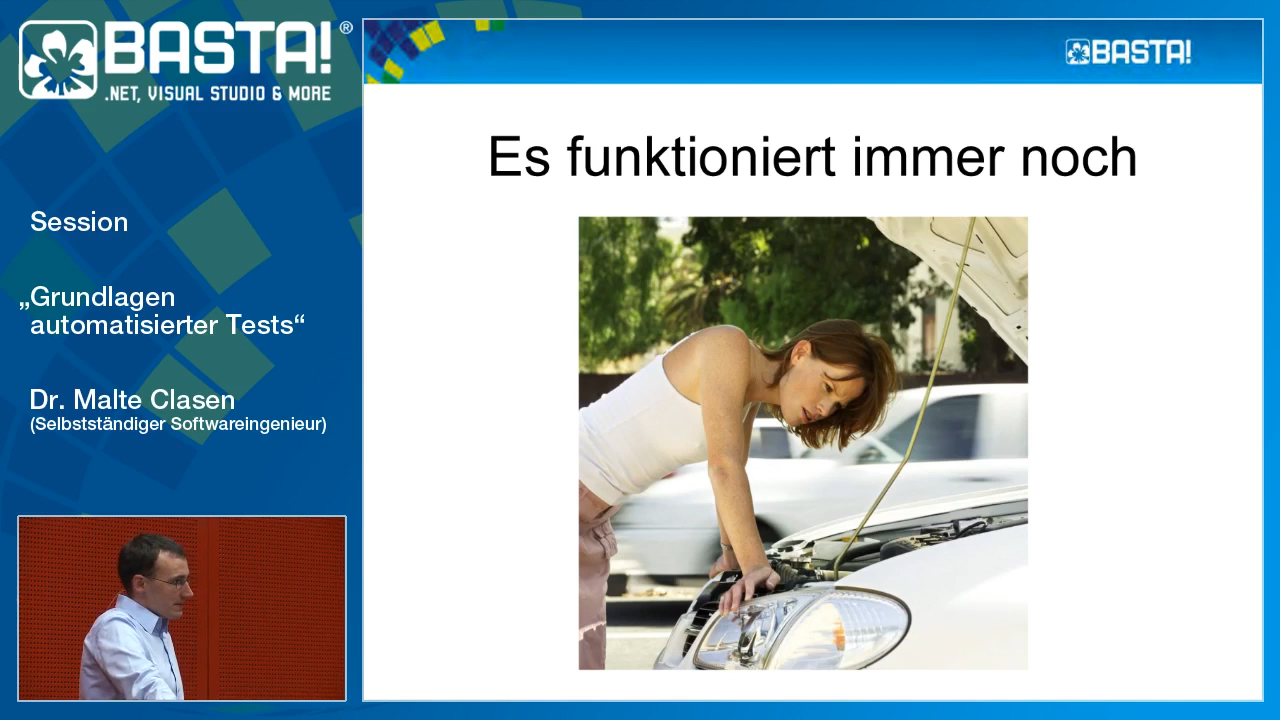 BASTA!®
.NET, VISUAL STUDIO & MORE
Session
„Grundlagen
automatisierter Tests“
Dr. Malte Clasen
(Selbstständiger Softwareingenieur)
BASTA!
Es funktioniert immer noch